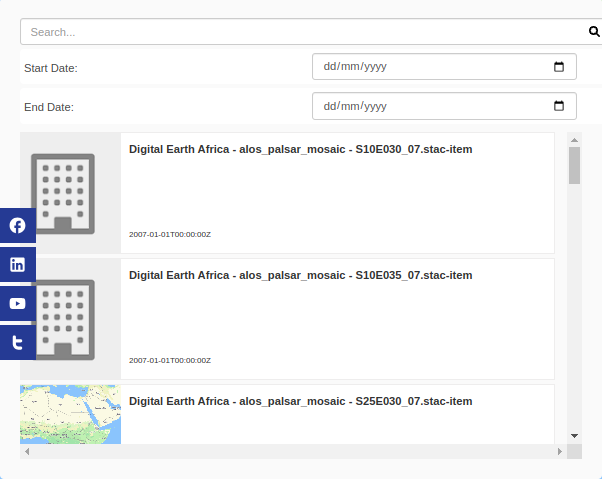 Search...
Start Date:
dd/mm/yyyy
End Date:
dd/mm/yyyy
Digital Earth Africa - alos_palsar_mosaic - S10E030_07.stac-item
2007-01-01T00:00:00Z
Digital Earth Africa - alos_palsar_mosaic - S10E035_07.stac-item
2007-01-01T00:00:00Z
Digital Earth Africa - alos_palsar_mosaic - S25E030_07.stac-item